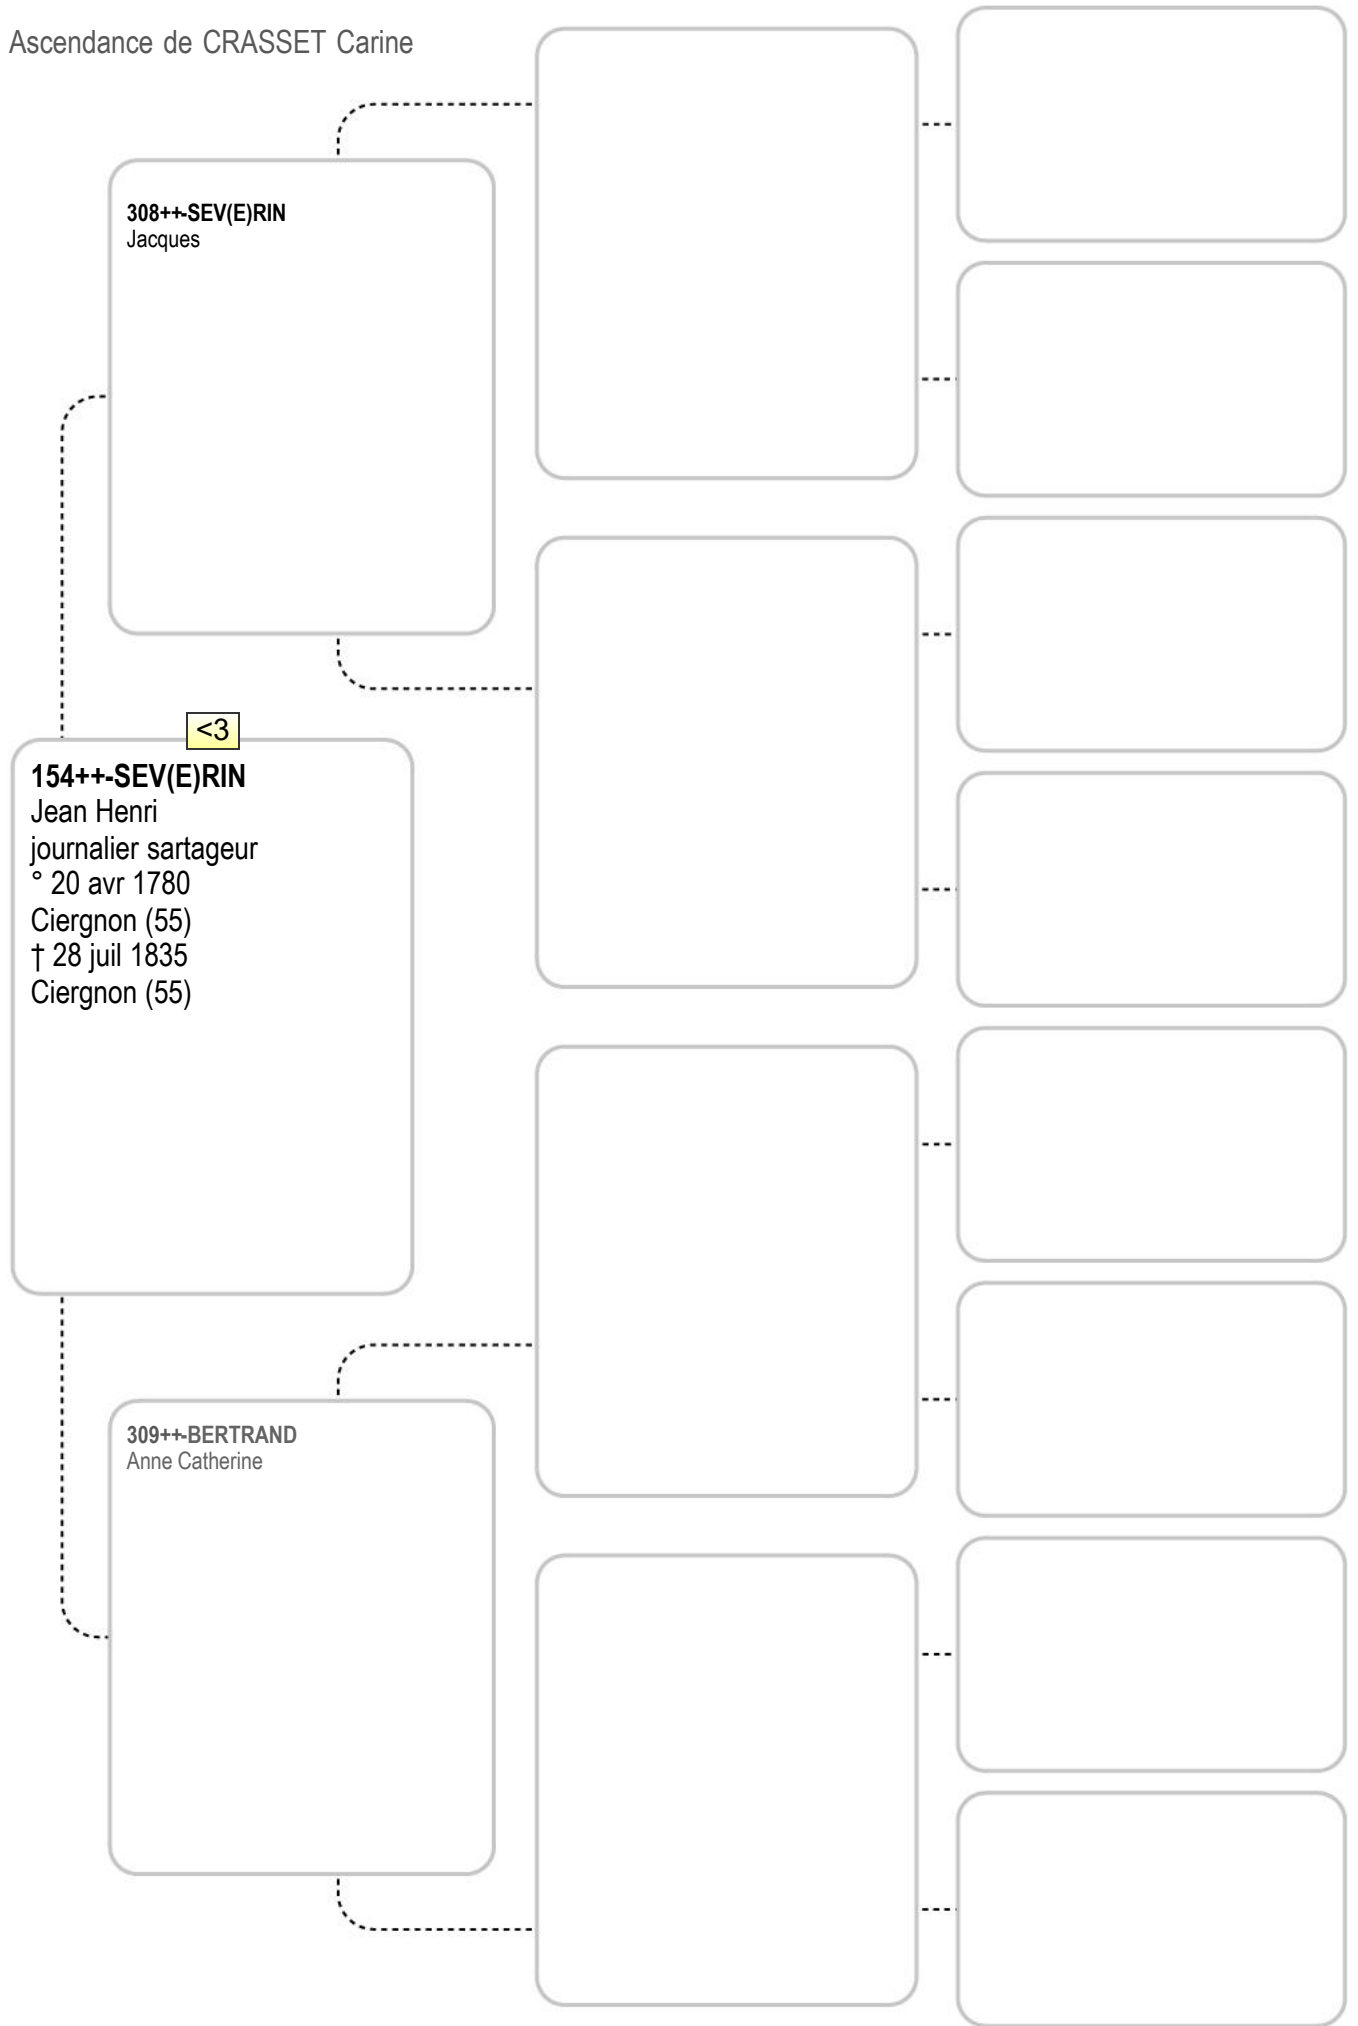 Ascendance de CRASSET Carine
308++-SEV(E)RIN
Jacques
<3
154++-SEV(E)RIN
Jean Henri
journalier sartageur
° 20 avr 1780
Ciergnon (55)
† 28 juil 1835
Ciergnon (55)
309++-BERTRAND
Anne Catherine